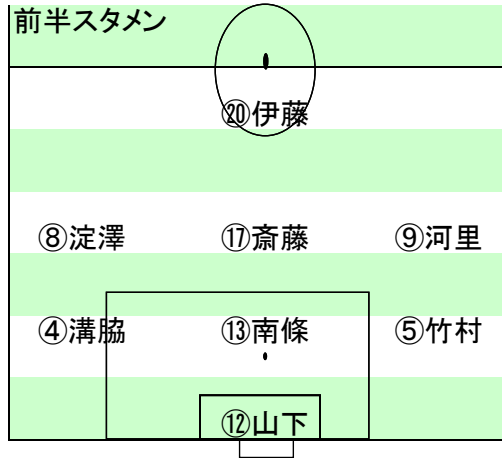 前半スタメン
⑳伊藤
⑧淀澤 ⑰斎藤 ⑨河里
④溝脇 ⑬南條 ⑤竹村
⑫山下